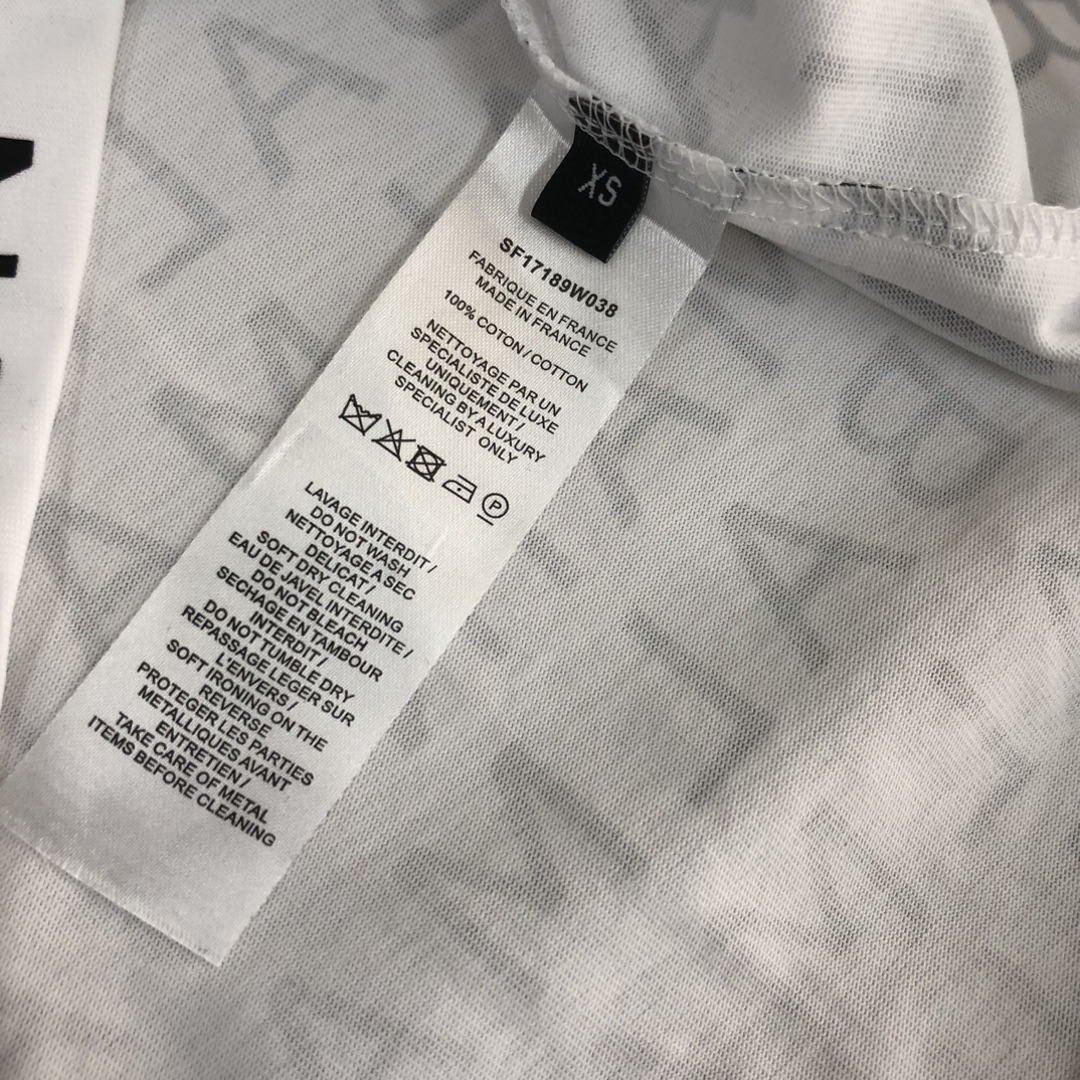 XS
SF17189W038
FABRIQUE EN FRANCE
MADE IN FRANCE
100% COTON / COTTON
NETTOYAGE PAR UN
SPECIALISTE DE LUXE
UNIQUEMENT /
CLEANING BY A LUXURY
SPECIALIST ONLY
P
LAVAGE INTERDIT /
DO NOT WASH
NETTOYAGE A SEC
DELICAT /
SOFT DRY CLEANING
EAU DE JAVEL INTERDITE /
DO NOT BLEACH
SECHAGE EN TAMBOUR
INTERDIT /
DO NOT TUMBLE DRY
REPASSAGE LEGER SUR
L'ENVERS /
SOFT IRONING ON THE
REVERSE
PROTEGER LES PARTIES
METALLIQUES AVANT
ENTRETIEN /
TAKE CARE OF METAL
ITEMS BEFORE CLEANING